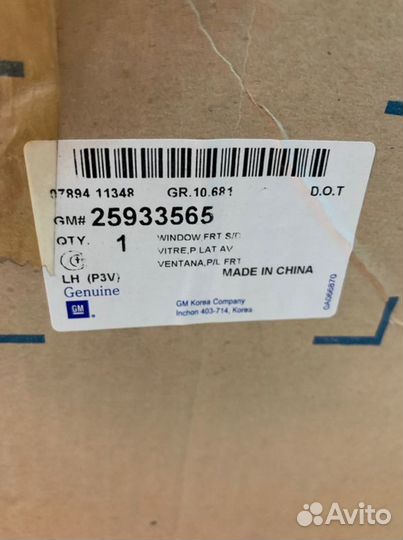 07894 11348 GR.10.681 D.O.T
GM# 25933565
QTY. 1 WINDOW FRT S/D
VITRE,P LAT AV
VENTANA,P/L FRT
LH (P3V) MADE IN CHINA
Genuine
GM
GM Korea Company
Inchon 403-714, Korea
0A066870
Avito